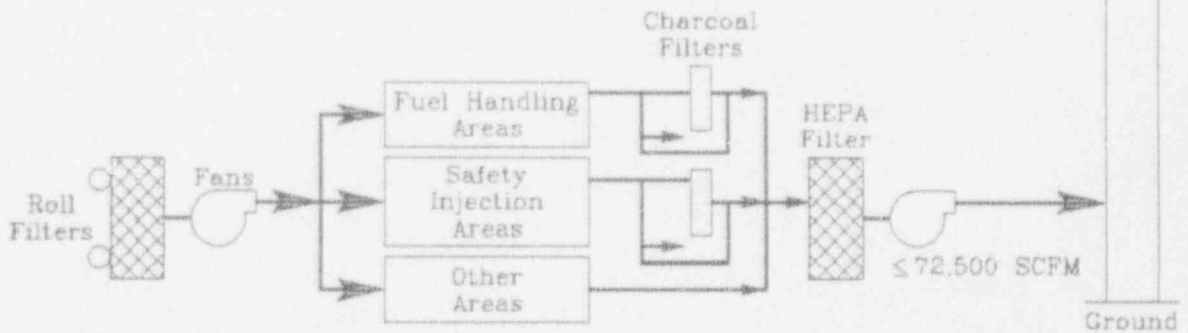 Charcoal
Filters
Fuel Handling
Areas
HEPA
Filter
Fans
Safety
Injection
Areas
Roll
Filters
≤ 72,500 SCFM
Other
Areas
Ground